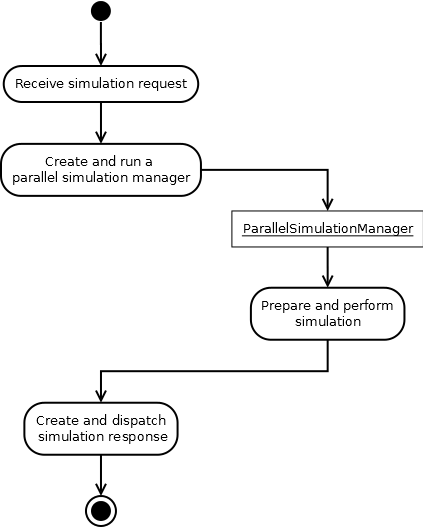 Receive simulation request
Create and run a
parallel simulation manager
ParallelSimulationManager
Prepare and perform
simulation
Create and dispatch
simulation response